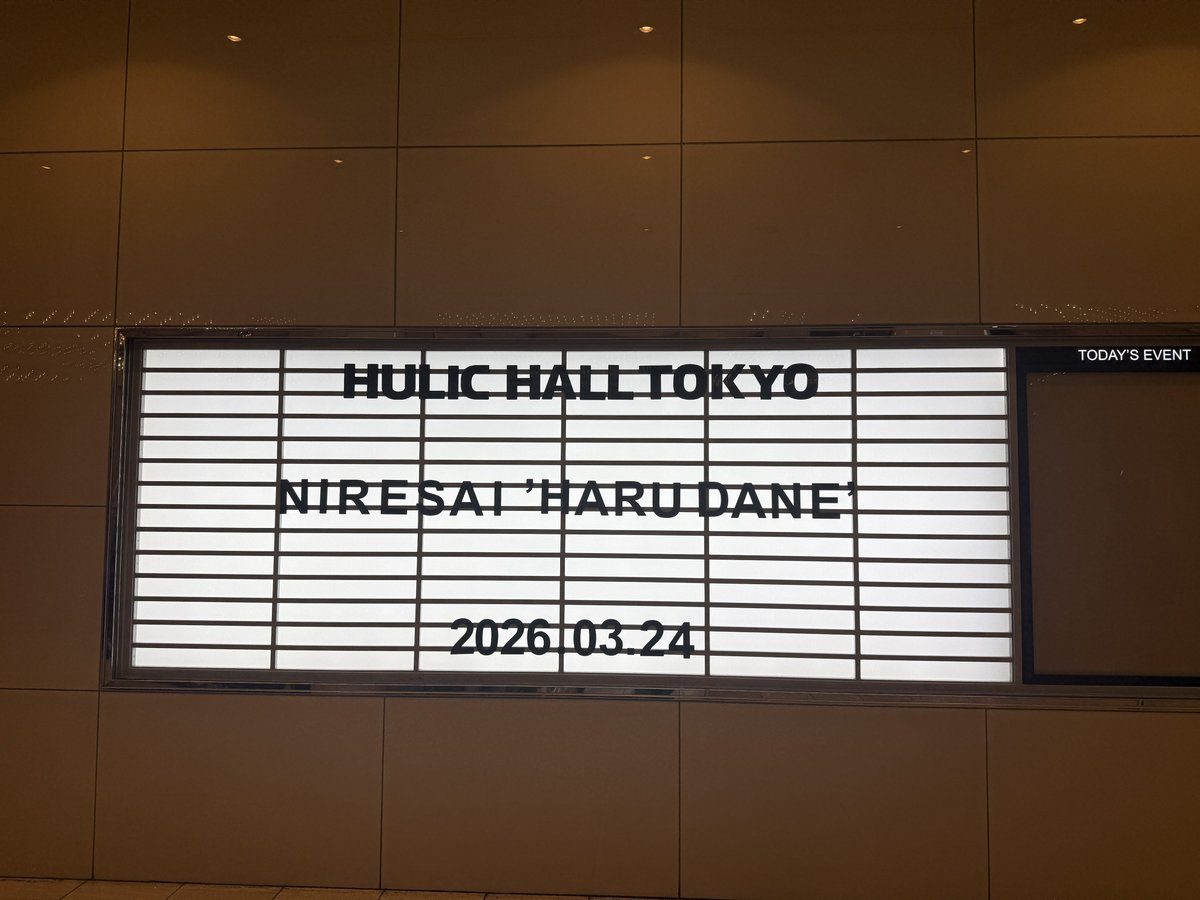 HULIC HALL TOKYO
NIRESAI ’HARU DANE’
2026.03.24
TODAY'S EVENT